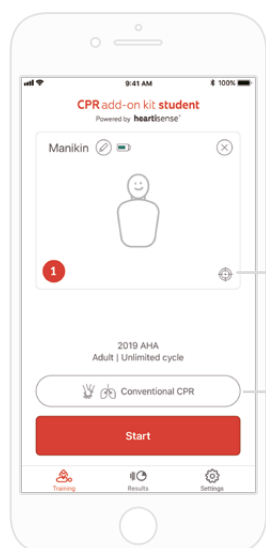 9:41 AM
100%
CPR add-on kit student
Powered by heartisense
Manikin
1
2019 AHA
Adult | Unlimited cycle
Conventional CPR
Start
Training
Results
Settings